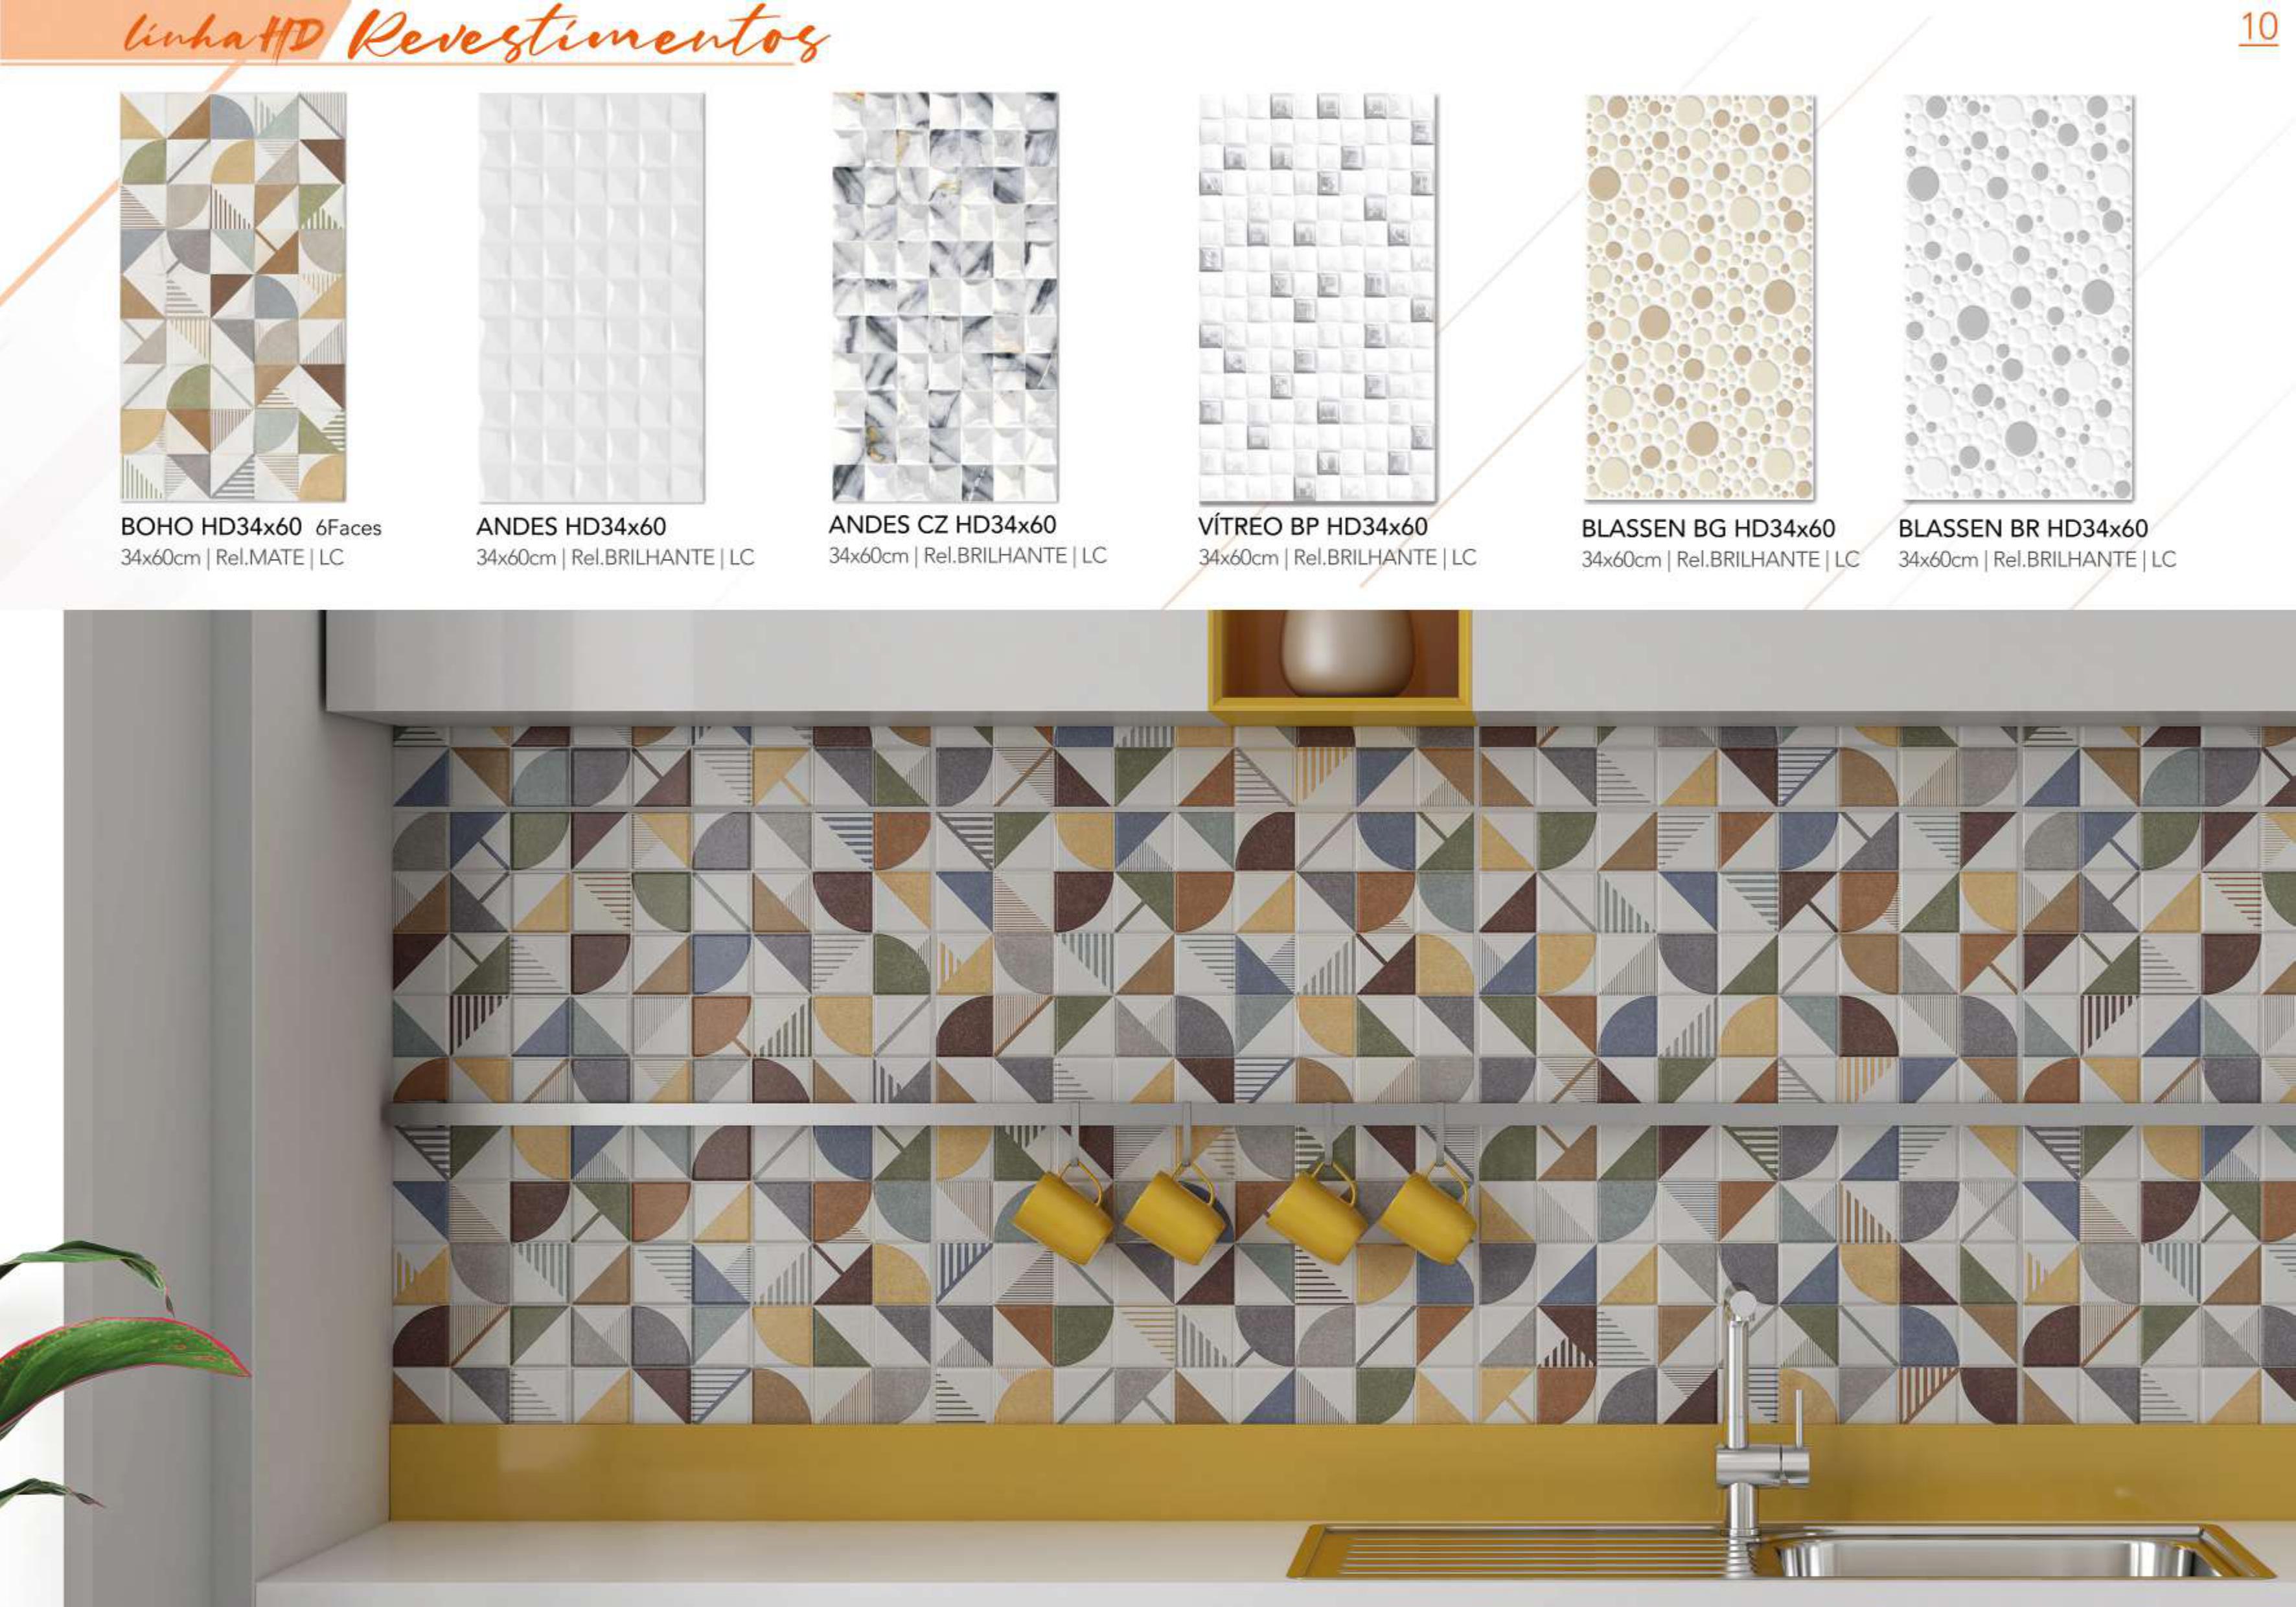 linha HD Revestimentos
10
BOHO HD34x60 6Faces
34x60cm | Rel.MATE | LC
ANDES HD34x60
34x60cm | Rel.BRILHANTE | LC
ANDES CZ HD34x60
34x60cm | Rel.BRILHANTE | LC
VÍTREO BP HD34x60
34x60cm | Rel.BRILHANTE | LC
BLASSEN BG HD34x60
34x60cm | Rel.BRILHANTE | LC
BLASSEN BR HD34x60
34x60cm | Rel.BRILHANTE | LC